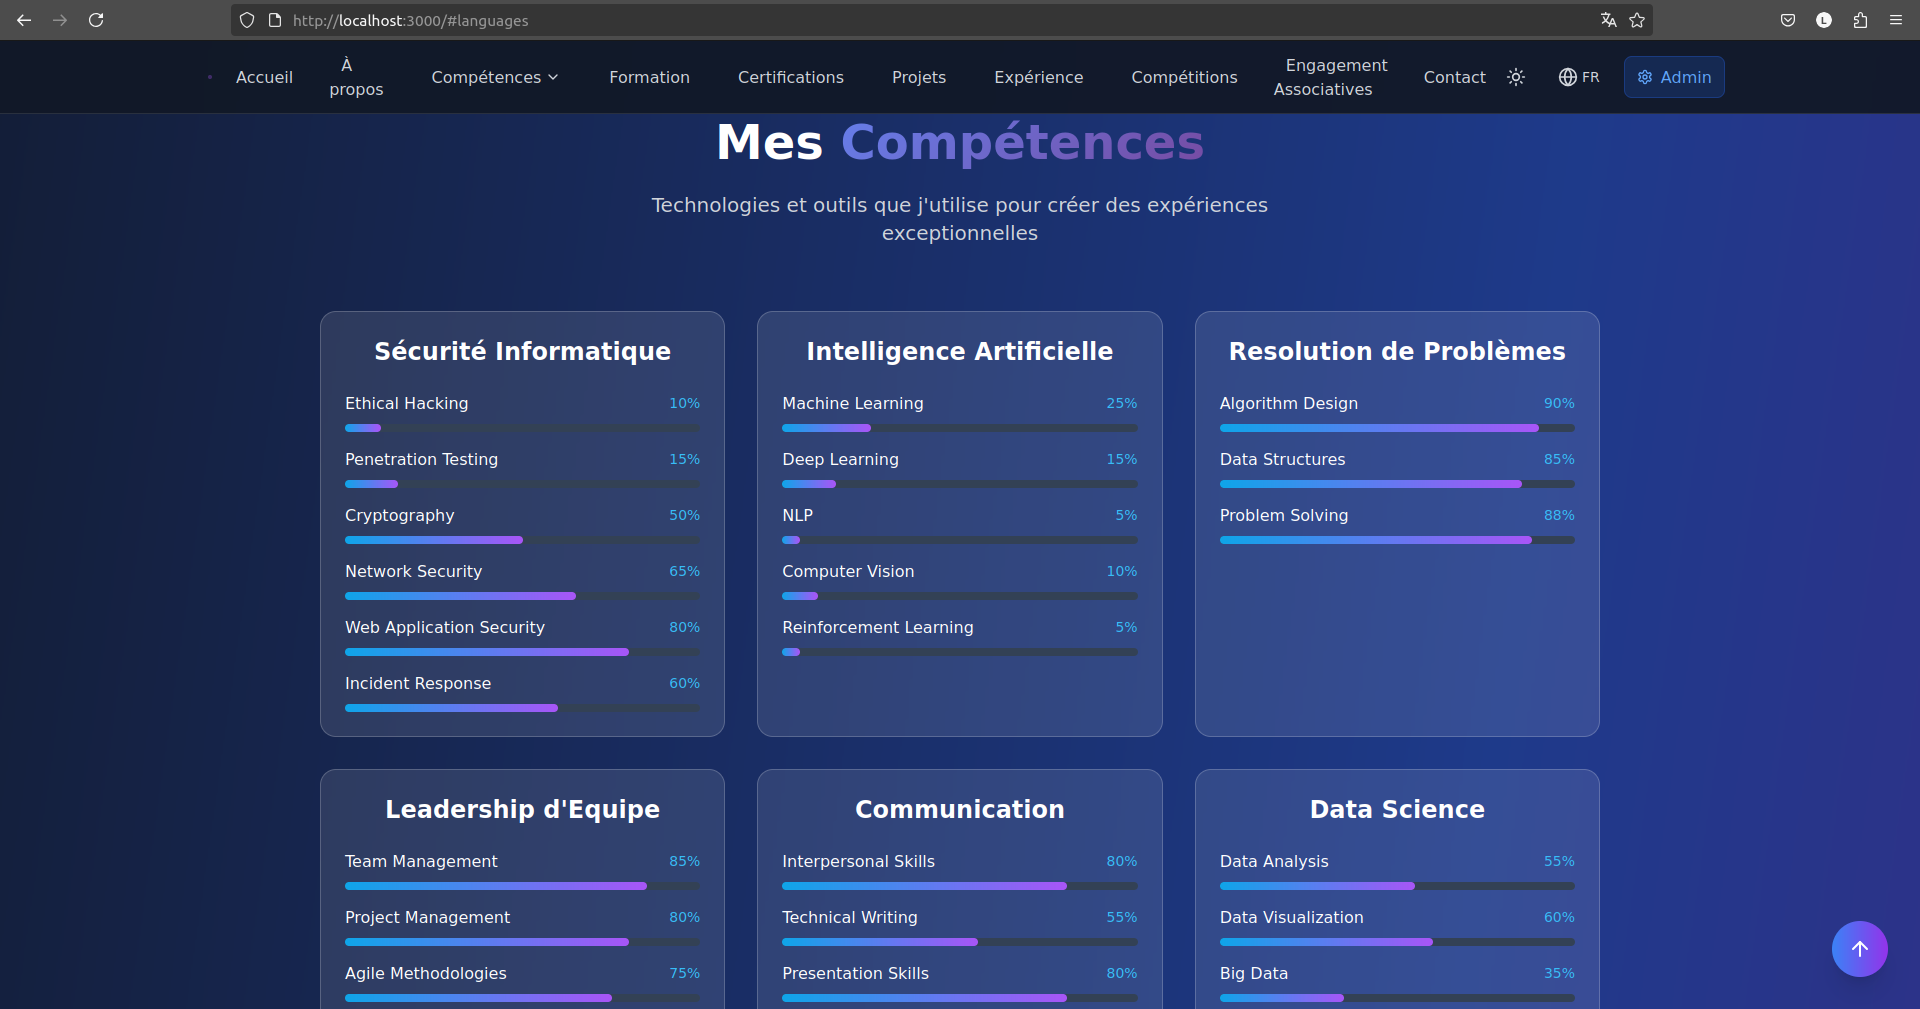 http://localhost:3000/#languages
L
Accueil
À
propos
Compétences
Formation
Certifications
Projets
Expérience
Compétitions
Engagement
Associatives
Contact
FR
Admin
Mes Compétences
Technologies et outils que j'utilise pour créer des expériences
exceptionnelles
Sécurité Informatique
Ethical Hacking 10%
Penetration Testing 15%
Cryptography 50%
Network Security 65%
Web Application Security 80%
Incident Response 60%
Intelligence Artificielle
Machine Learning 25%
Deep Learning 15%
NLP 5%
Computer Vision 10%
Reinforcement Learning 5%
Resolution de Problèmes
Algorithm Design 90%
Data Structures 85%
Problem Solving 88%
Leadership d'Equipe
Team Management 85%
Project Management 80%
Agile Methodologies 75%
Communication
Interpersonal Skills 80%
Technical Writing 55%
Presentation Skills 80%
Data Science
Data Analysis 55%
Data Visualization 60%
Big Data 35%